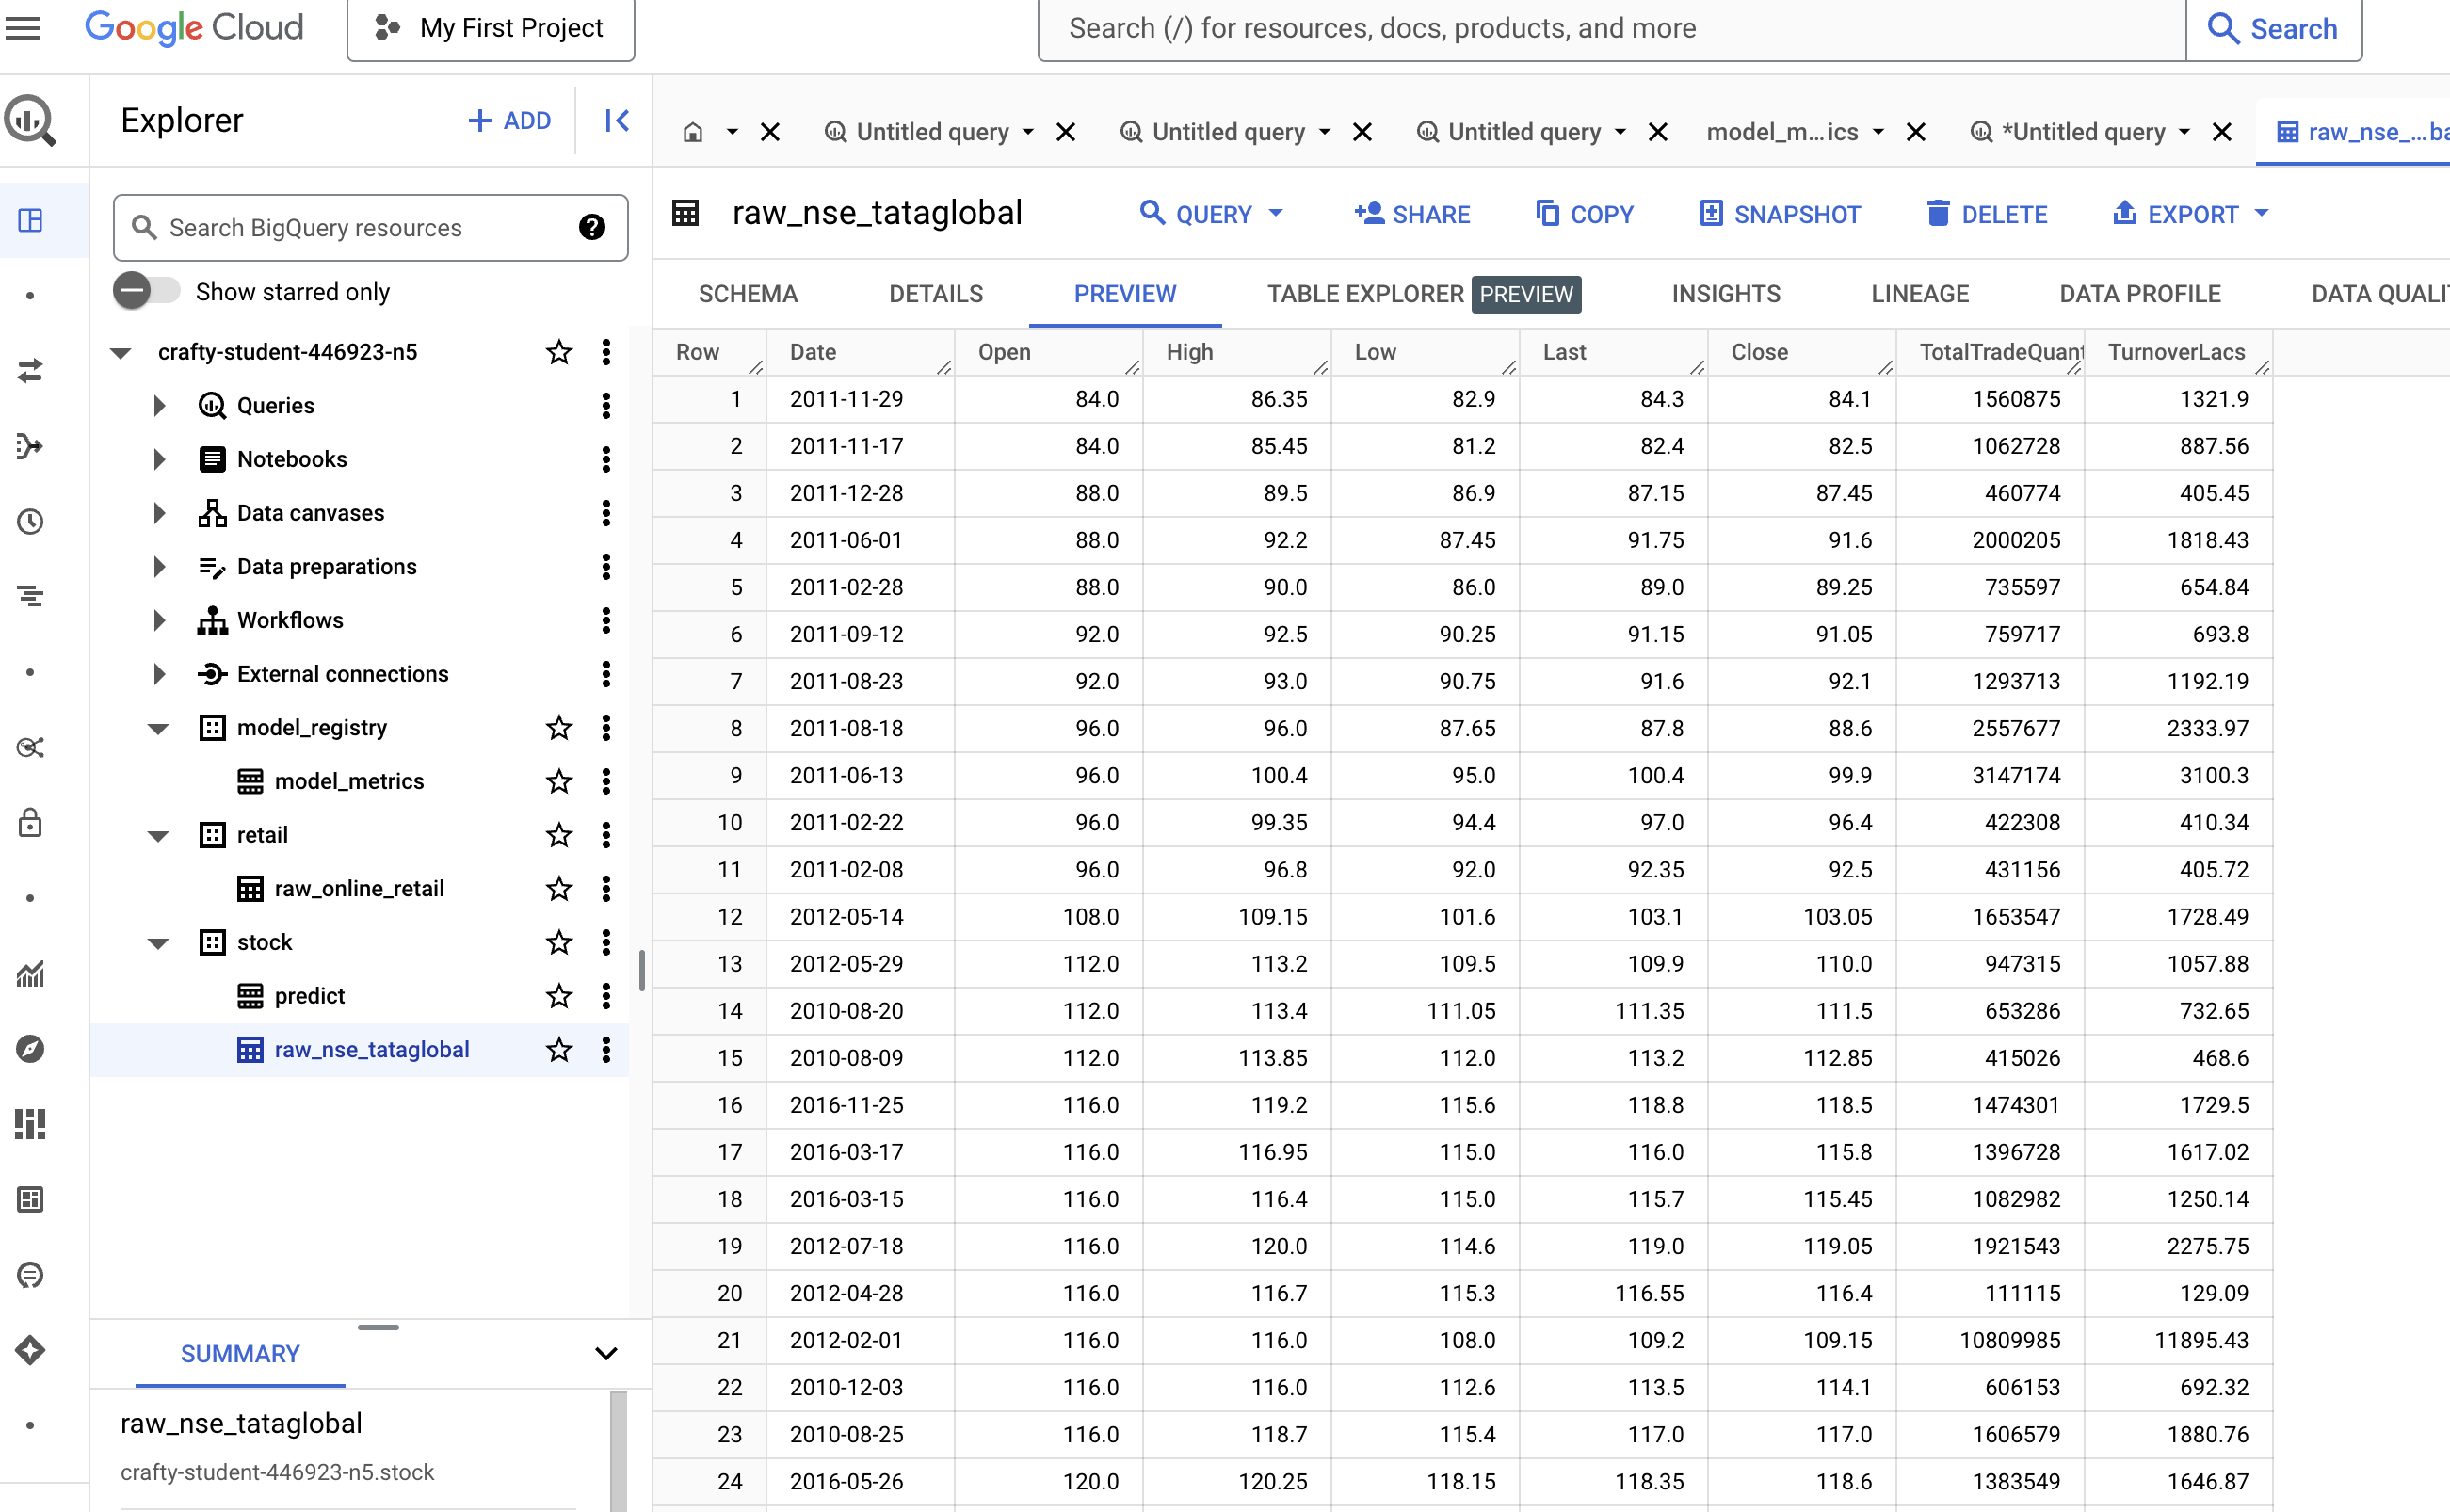 Google Cloud
My First Project
Search (/) for resources, docs, products, and more
Search
Explorer
+ ADD
Search BigQuery resources
Show starred only
crafty-student-446923-n5
Queries
Notebooks
Data canvases
Data preparations
Workflows
External connections
model_registry
model_metrics
retail
raw_online_retail
stock
predict
raw_nse_tataglobal
SUMMARY
raw_nse_tataglobal
crafty-student-446923-n5.stock
Untitled query Untitled query Untitled query model_m...ics *Untitled query raw_nse_...ba
raw_nse_tataglobal
QUERY SHARE COPY SNAPSHOT DELETE EXPORT
SCHEMA DETAILS PREVIEW TABLE EXPLORER PREVIEW INSIGHTS LINEAGE DATA PROFILE DATA QUALIT
Row Date Open High Low Last Close TotalTradeQuant TurnoverLacs
1 2011-11-29 84.0 86.35 82.9 84.3 84.1 1560875 1321.9
2 2011-11-17 84.0 85.45 81.2 82.4 82.5 1062728 887.56
3 2011-12-28 88.0 89.5 86.9 87.15 87.45 460774 405.45
4 2011-06-01 88.0 92.2 87.45 91.75 91.6 2000205 1818.43
5 2011-02-28 88.0 90.0 86.0 89.0 89.25 735597 654.84
6 2011-09-12 92.0 92.5 90.25 91.15 91.05 759717 693.8
7 2011-08-23 92.0 93.0 90.75 91.6 92.1 1293713 1192.19
8 2011-08-18 96.0 96.0 87.65 87.8 88.6 2557677 2333.97
9 2011-06-13 96.0 100.4 95.0 100.4 99.9 3147174 3100.3
10 2011-02-22 96.0 99.35 94.4 97.0 96.4 422308 410.34
11 2011-02-08 96.0 96.8 92.0 92.35 92.5 431156 405.72
12 2012-05-14 108.0 109.15 101.6 103.1 103.05 1653547 1728.49
13 2012-05-29 112.0 113.2 109.5 109.9 110.0 947315 1057.88
14 2010-08-20 112.0 113.4 111.05 111.35 111.5 653286 732.65
15 2010-08-09 112.0 113.85 112.0 113.2 112.85 415026 468.6
16 2016-11-25 116.0 119.2 115.6 118.8 118.5 1474301 1729.5
17 2016-03-17 116.0 116.95 115.0 116.0 115.8 1396728 1617.02
18 2016-03-15 116.0 116.4 115.0 115.7 115.45 1082982 1250.14
19 2012-07-18 116.0 120.0 114.6 119.0 119.05 1921543 2275.75
20 2012-04-28 116.0 116.7 115.3 116.55 116.4 111115 129.09
21 2012-02-01 116.0 116.0 108.0 109.2 109.15 10809985 11895.43
22 2010-12-03 116.0 116.0 112.6 113.5 114.1 606153 692.32
23 2010-08-25 116.0 118.7 115.4 117.0 117.0 1606579 1880.76
24 2016-05-26 120.0 120.25 118.15 118.35 118.6 1383549 1646.87